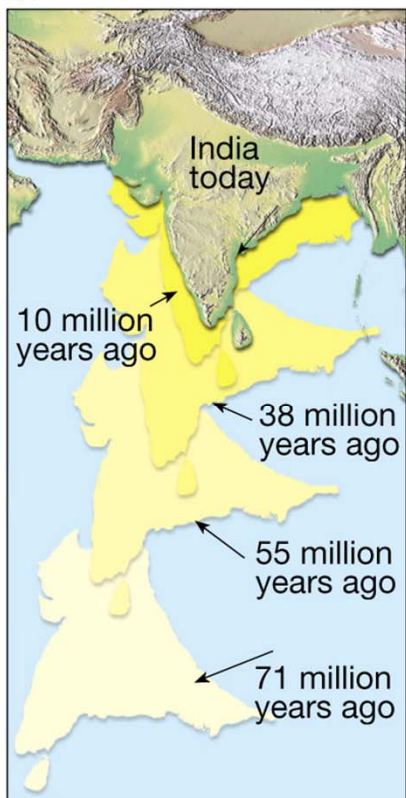 India
today
10 million
years ago
38 million
years ago
55 million
years ago
71 million
years ago